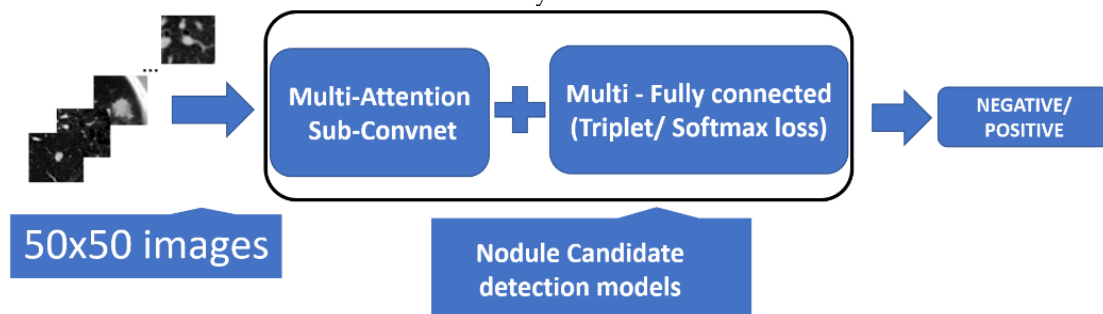 ...
Multi-Attention
Sub-Convnet
Multi - Fully connected
(Triplet/ Softmax loss)
NEGATIVE/
POSITIVE
50x50 images
Nodule Candidate
detection models